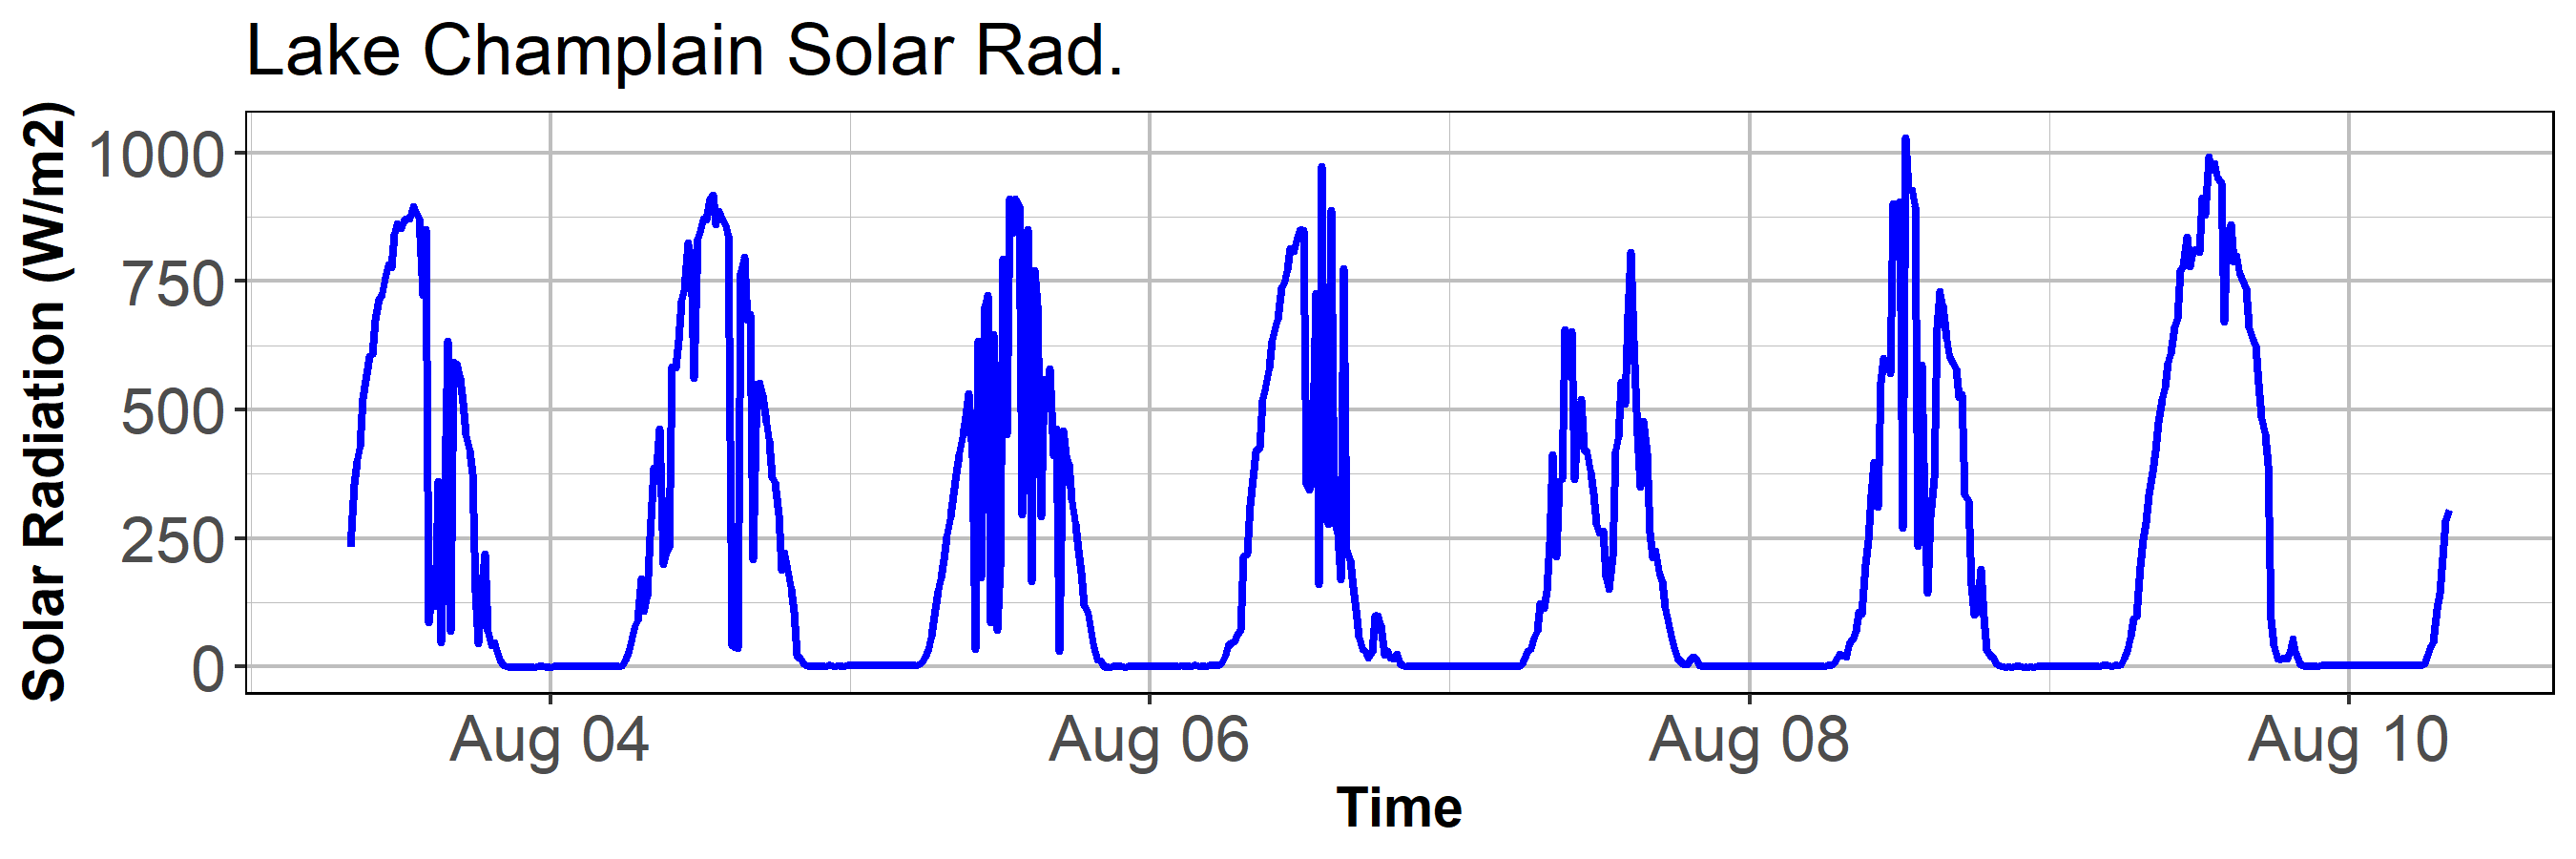 Lake Champlain Solar Rad.
Solar Radiation (W/m2)
1000
750
500
250
0
Aug 04 Aug 06 Aug 08 Aug 10
Time